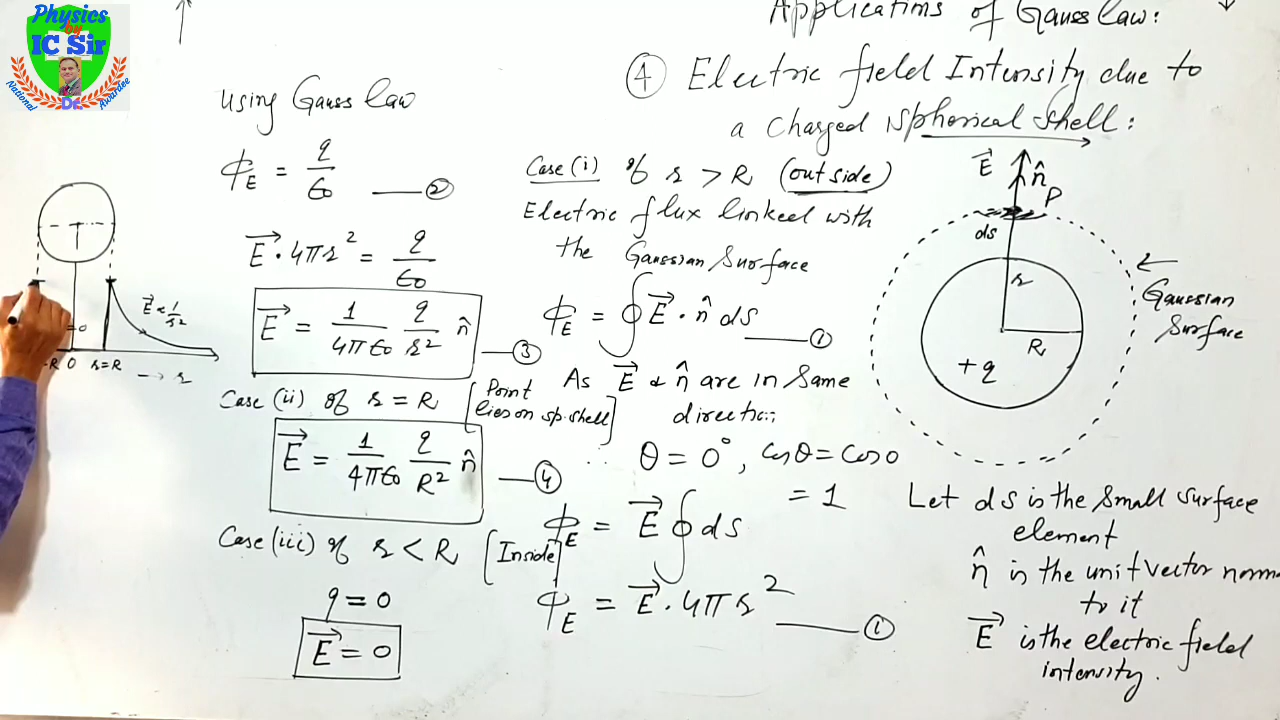 Physics
by
IC Sir
Dr.
National
Awardee
Applications of Gauss law:
④ Electric field Intensity due to
a charged spherical shell:
Case (i) If r > R (outside)
Electric flux linked with
the Gaussian Surface
ϕE = ∮ E⃗ · n̂ ds ——— ①
As E⃗ & n̂ are in same
direction
∴ θ = 0°, cosθ = cos0
= 1
ϕE = E⃗ ∮ ds
ϕE = E⃗ · 4πr² ——— ①
E⃗
n̂
P
ds
r
R
+q
Gaussian
Surface
Let ds is the small surface
element
n̂ is the unit vector norm
to it
E⃗ is the electric field
intensity.
using Gauss law
ϕE = q/ϵ0 ——— ②
E⃗ · 4πr² = q/ϵ0
E⃗ = 1/4πϵ0 q/r² n̂ ——— ③
Case (ii) If r = R [Point
lies on sp. shell]
E⃗ = 1/4πϵ0 q/R² n̂ ——— ④
Case (iii) If r < R [Inside]
q = 0
E⃗ = 0
E⃗ ∝ 1/r²
=0
-R 0 r=R
→ r